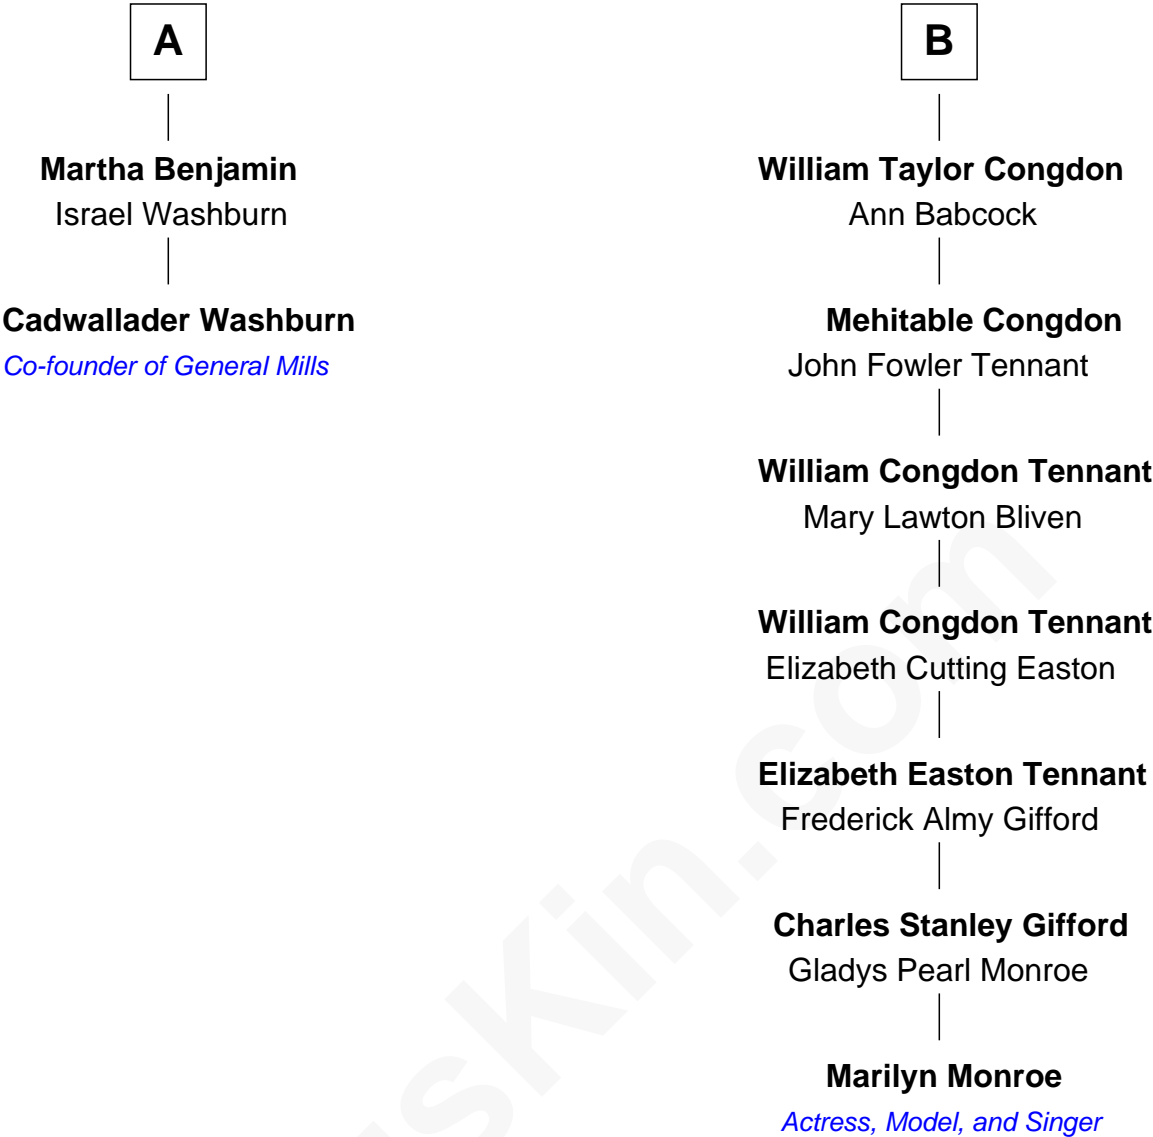 A
Martha Benjamin
Israel Washburn
Cadwallader Washburn
Co-founder of General Mills
B
William Taylor Congdon
Ann Babcock
Mehitable Congdon
John Fowler Tennant
William Congdon Tennant
Mary Lawton Bliven
William Congdon Tennant
Elizabeth Cutting Easton
Elizabeth Easton Tennant
Frederick Almy Gifford
Charles Stanley Gifford
Gladys Pearl Monroe
Marilyn Monroe
Actress, Model, and Singer
sKin.com